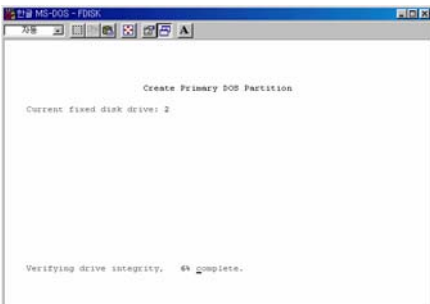 한글 MS-DOS - FDISK
자동
A
Create Primary DOS Partition
Current fixed disk drive: 2
Verifying drive integrity, 6% complete.